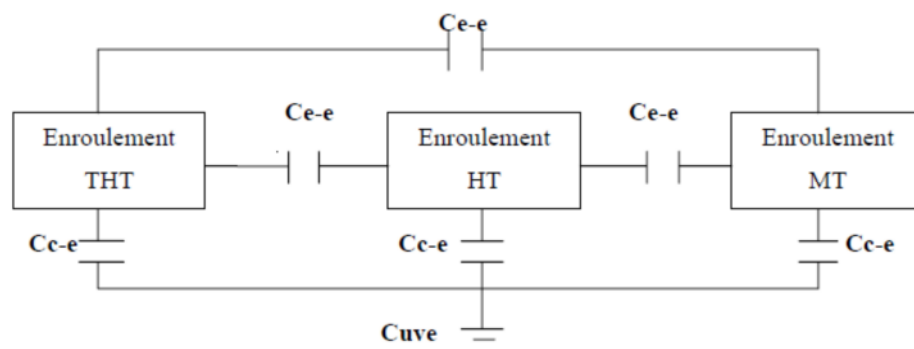 Ce-e
Ce-e
Ce-e
Enroulement
THT
Enroulement
HT
Enroulement
MT
Cc-e
Cc-e
Cc-e
Cuve